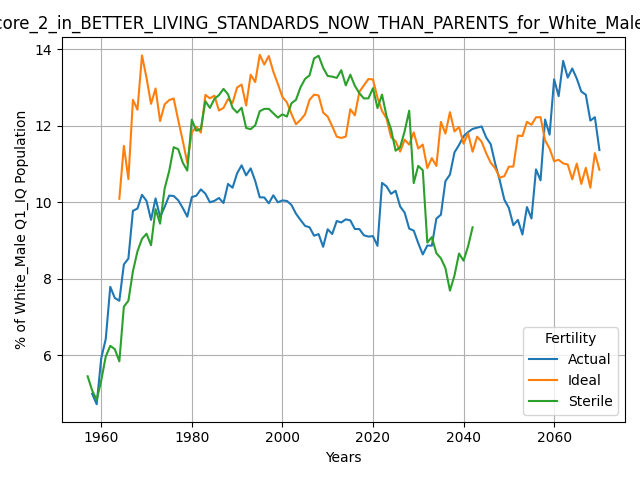 core_2_in_BETTER_LIVING_STANDARDS_NOW_THAN_PARENTS_for_White_Male
% of White_Male Q1_IQ Population
14
12
10
8
6
1960
1980
2000
2020
2040
2060
Years
Fertility
Actual
Ideal
Sterile